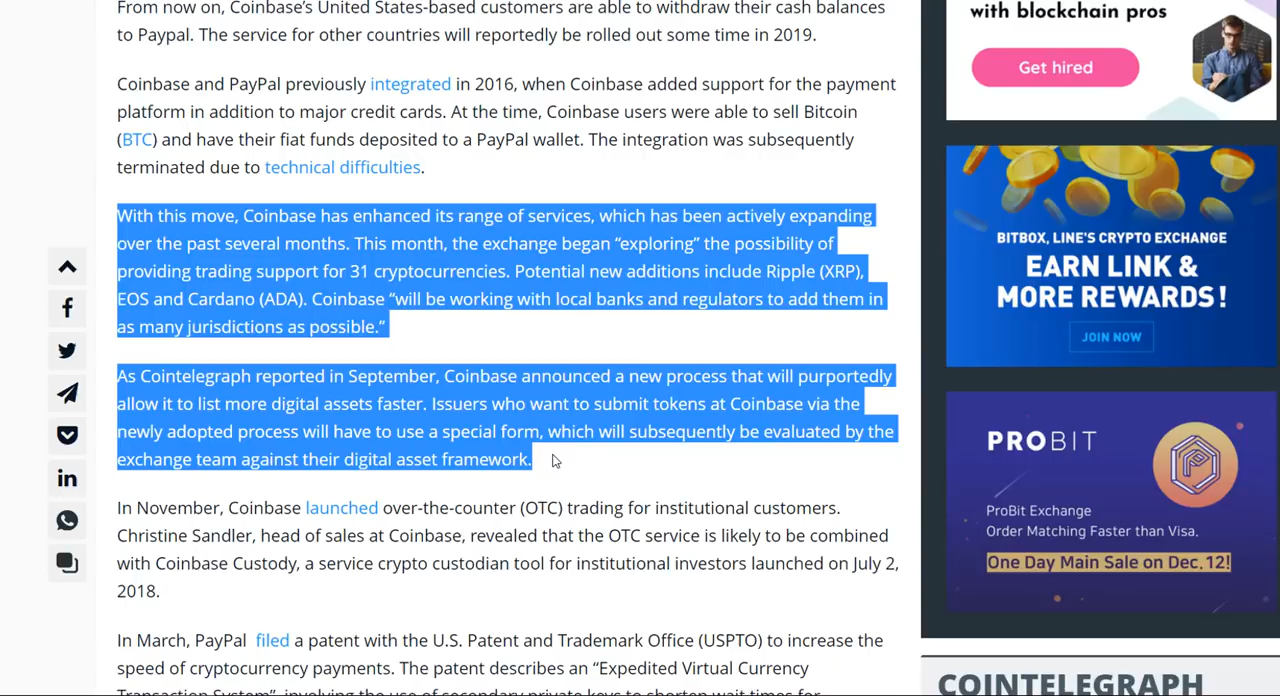 From now on, Coinbase’s United States-based customers are able to withdraw their cash balances
to Paypal. The service for other countries will reportedly be rolled out some time in 2019.
Coinbase and PayPal previously integrated in 2016, when Coinbase added support for the payment
platform in addition to major credit cards. At the time, Coinbase users were able to sell Bitcoin
(BTC) and have their fiat funds deposited to a PayPal wallet. The integration was subsequently
terminated due to technical difficulties.
With this move, Coinbase has enhanced its range of services, which has been actively expanding
over the past several months. This month, the exchange began “exploring” the possibility of
providing trading support for 31 cryptocurrencies. Potential new additions include Ripple (XRP),
EOS and Cardano (ADA). Coinbase “will be working with local banks and regulators to add them in
as many jurisdictions as possible.”
As Cointelegraph reported in September, Coinbase announced a new process that will purportedly
allow it to list more digital assets faster. Issuers who want to submit tokens at Coinbase via the
newly adopted process will have to use a special form, which will subsequently be evaluated by the
exchange team against their digital asset framework.
In November, Coinbase launched over-the-counter (OTC) trading for institutional customers.
Christine Sandler, head of sales at Coinbase, revealed that the OTC service is likely to be combined
with Coinbase Custody, a service crypto custodian tool for institutional investors launched on July 2,
2018.
In March, PayPal filed a patent with the U.S. Patent and Trademark Office (USPTO) to increase the
speed of cryptocurrency payments. The patent describes an “Expedited Virtual Currency
Transaction System”, involving the use of secondary private keys to shorten wait times for
with blockchain pros
Get hired
BITBOX, LINE'S CRYPTO EXCHANGE
EARN LINK &
MORE REWARDS!
JOIN NOW
PROBIT
ProBit Exchange
Order Matching Faster than Visa.
One Day Main Sale on Dec. 12!
COINTELEGRAPH